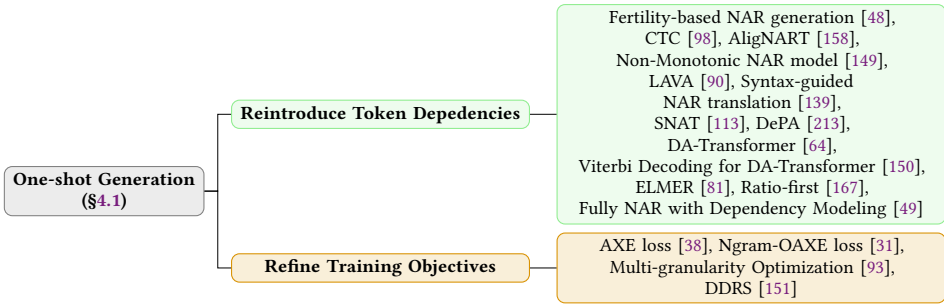 One-shot Generation
(§4.1)
Reintroduce Token Depedencies
Fertility-based NAR generation [48],
CTC [98], AligNART [158],
Non-Monotonic NAR model [149],
LAVA [90], Syntax-guided
NAR translation [139],
SNAT [113], DePA [213],
DA-Transformer [64],
Viterbi Decoding for DA-Transformer [150],
ELMER [81], Ratio-first [167],
Fully NAR with Dependency Modeling [49]
Refine Training Objectives
AXE loss [38], Ngram-OAXE loss [31],
Multi-granularity Optimization [93],
DDRS [151]